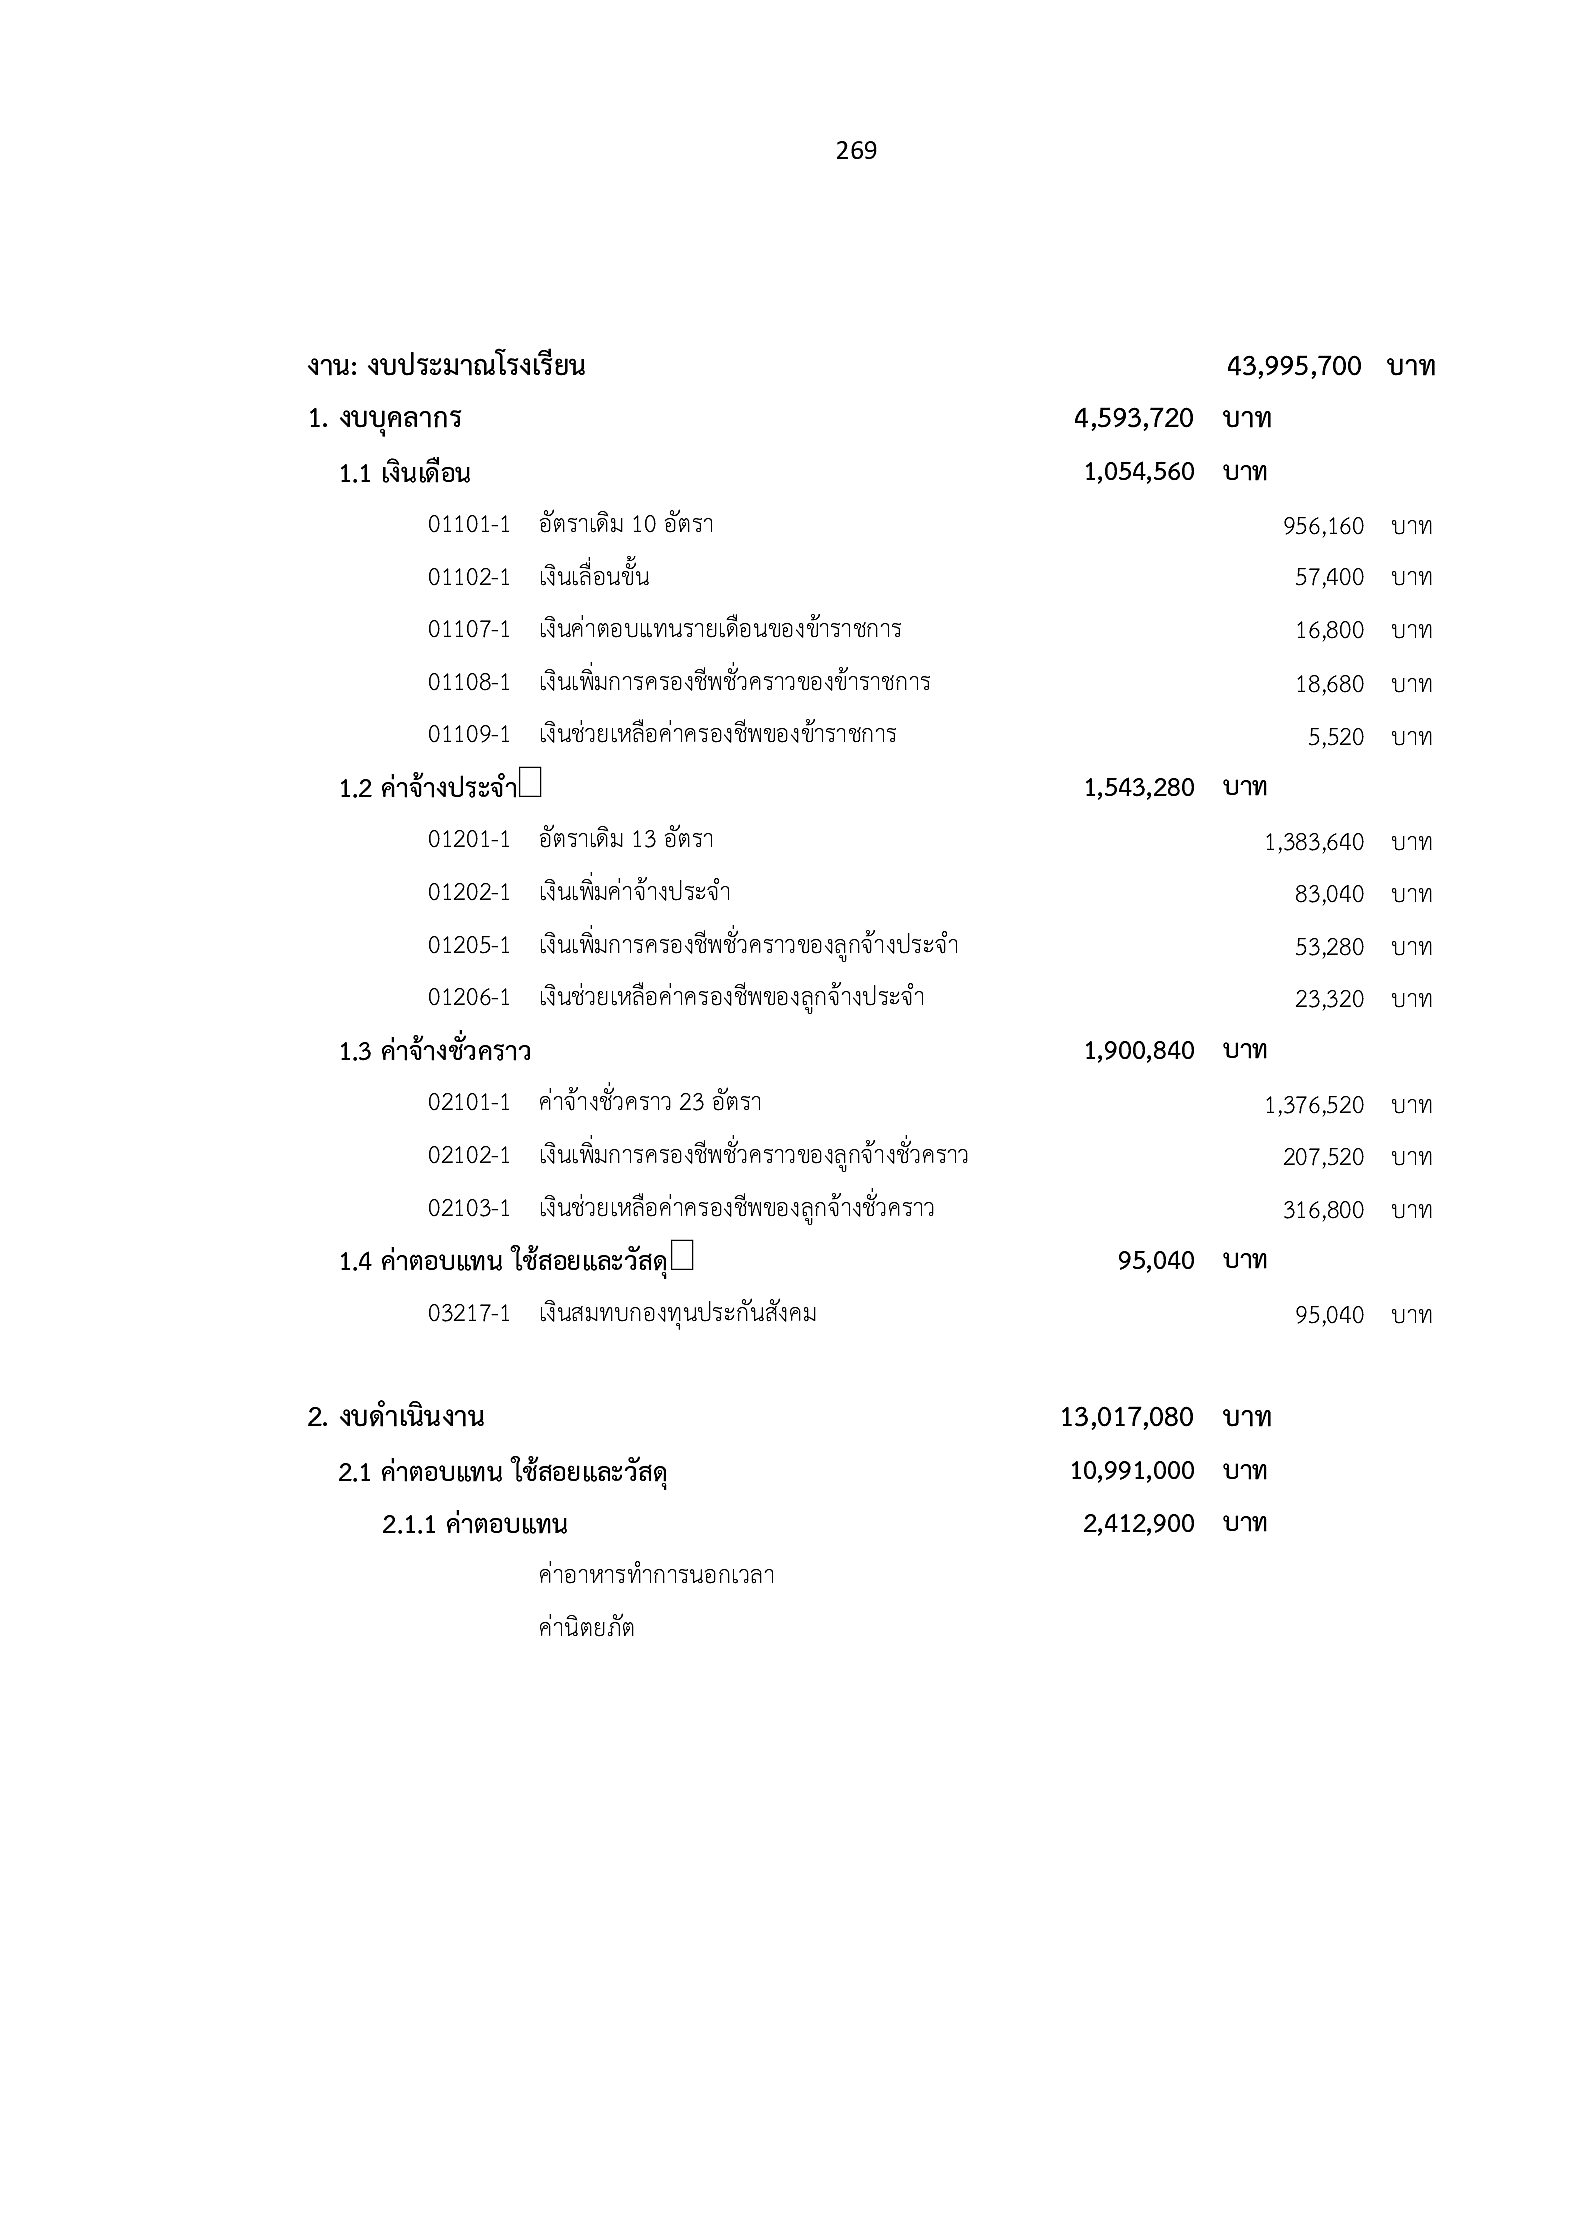 269
งาน: งบประมาณโรงเรียน 43,995,700 บาท
1. งบบุคลากร 4,593,720 บาท
1.1 เงินเดือน 1,054,560 บาท
01101-1 อัตราเดิม 10 อัตรา 956,160 บาท
01102-1 เงินเลื่อนขั้น 57,400 บาท
01107-1 เงินค่าตอบแทนรายเดือนของข้าราชการ 16,800 บาท
01108-1 เงินเพิ่มการครองชีพชั่วคราวของข้าราชการ 18,680 บาท
01109-1 เงินช่วยเหลือค่าครองชีพของข้าราชการ 5,520 บาท
1.2 ค่าจ้างประจำ 1,543,280 บาท
01201-1 อัตราเดิม 13 อัตรา 1,383,640 บาท
01202-1 เงินเพิ่มค่าจ้างประจำ 83,040 บาท
01205-1 เงินเพิ่มการครองชีพชั่วคราวของลูกจ้างประจำ 53,280 บาท
01206-1 เงินช่วยเหลือค่าครองชีพของลูกจ้างประจำ 23,320 บาท
1.3 ค่าจ้างชั่วคราว 1,900,840 บาท
02101-1 ค่าจ้างชั่วคราว 23 อัตรา 1,376,520 บาท
02102-1 เงินเพิ่มการครองชีพชั่วคราวของลูกจ้างชั่วคราว 207,520 บาท
02103-1 เงินช่วยเหลือค่าครองชีพของลูกจ้างชั่วคราว 316,800 บาท
1.4 ค่าตอบแทน ใช้สอยและวัสดุ 95,040 บาท
03217-1 เงินสมทบกองทุนประกันสังคม 95,040 บาท
2. งบดำเนินงาน 13,017,080 บาท
2.1 ค่าตอบแทน ใช้สอยและวัสดุ 10,991,000 บาท
2.1.1 ค่าตอบแทน 2,412,900 บาท
ค่าอาหารทำการนอกเวลา
ค่านิตยภัต